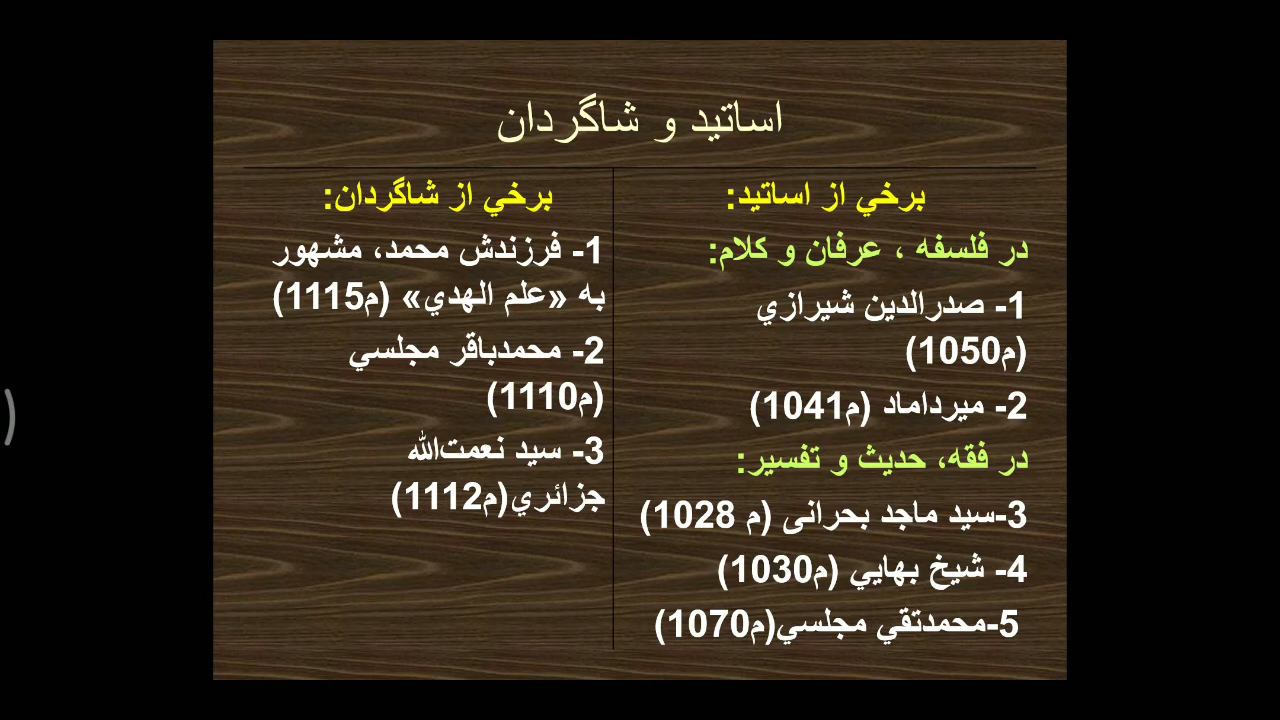 اساتيد و شاگردان
برخي از اساتيد:
در فلسفه ، عرفان و كلام:
1- صدرالدين شيرازي
(م1050)
2- ميرداماد (م1041)
در فقه، حديث و تفسير:
3-سيد ماجد بحرانی (م 1028)
4- شيخ بهايي (م1030)
5-محمدتقي مجلسي(م1070)
برخي از شاگردان:
1- فرزندش محمد، مشهور
به «علم الهدي» (م1115)
2- محمدباقر مجلسي
(م1110)
3- سيد نعمت‌الله
جزائري(م1112)